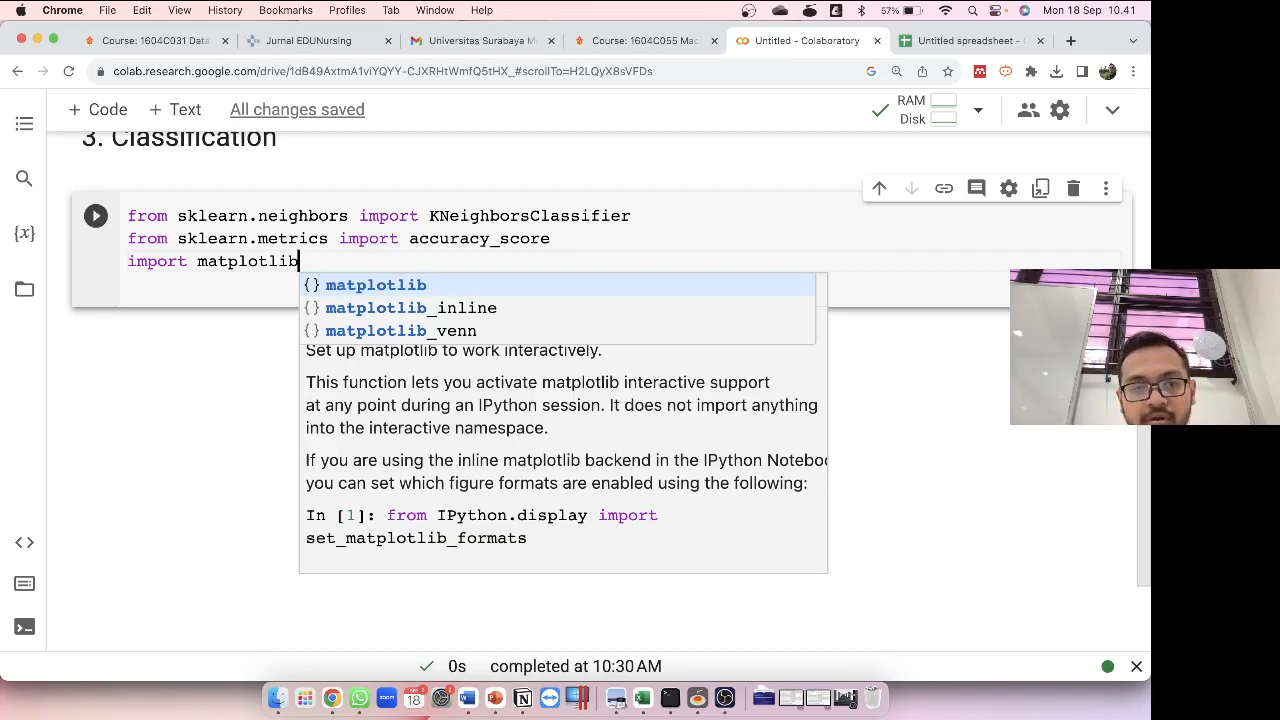 Chrome File Edit View History Bookmarks Profiles Tab Window Help 57% Mon 18 Sep 10.41
Course: 1604C031 Data Jurnal EDUNursing Universitas Surabaya M Course: 1604C055 Mac Untitled - Colaboratory Untitled spreadsheet -
colab.research.google.com/drive/1dB49AxtmA1viYQYY-CJXRHtWmfQ5tHX_#scrollTo=H2LQyX8sVFDs
+ Code + Text All changes saved RAM
Disk
3. Classification
from sklearn.neighbors import KNeighborsClassifier
from sklearn.metrics import accuracy_score
import matplotlib
{} matplotlib
{} matplotlib_inline
{} matplotlib_venn
Set up matplotlib to work interactively.
This function lets you activate matplotlib interactive support
at any point during an IPython session. It does not import anything
into the interactive namespace.
If you are using the inline matplotlib backend in the IPython Noteboo
you can set which figure formats are enabled using the following:
In [1]: from IPython.display import
set_matplotlib_formats
0s completed at 10:30 AM